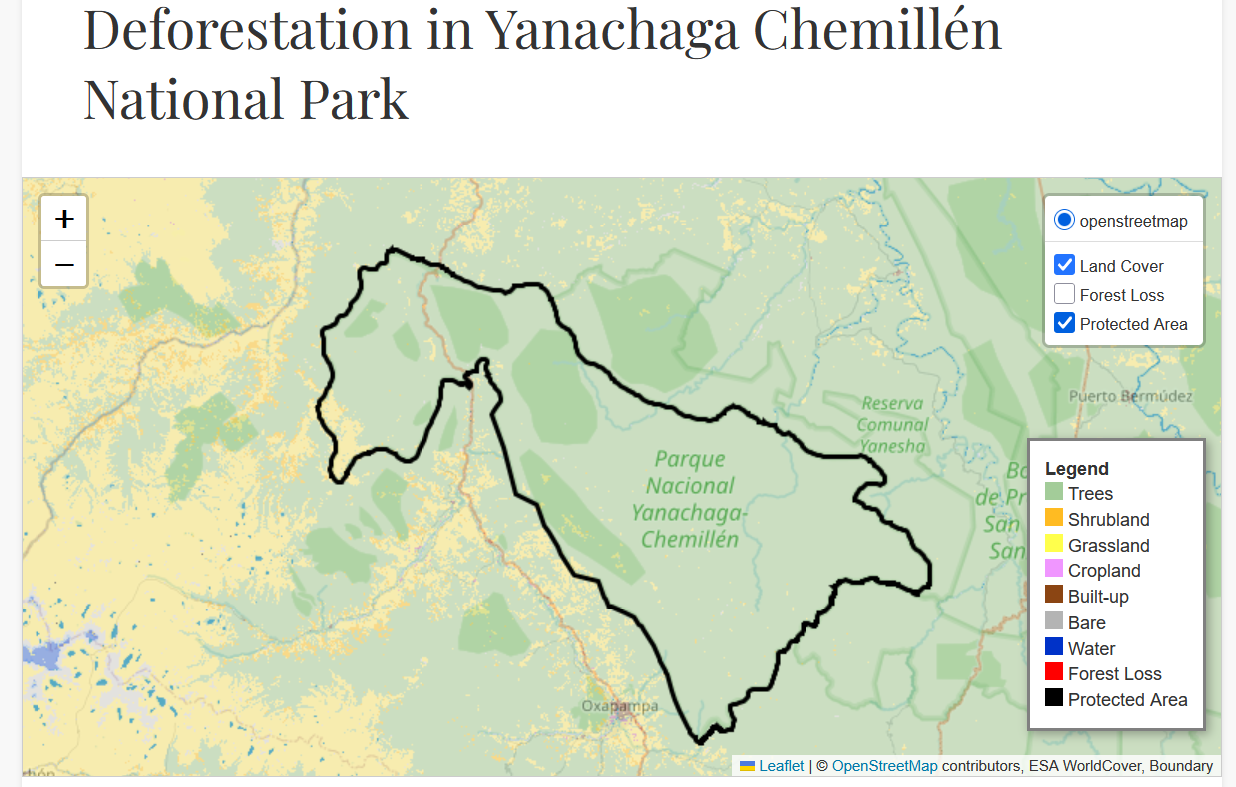 Deforestation in Yanachaga Chemillén
National Park
+
−
openstreetmap
Land Cover
Forest Loss
Protected Area
Puerto Bermúdez
Reserva
Comunal
Yanesha
Parque
Nacional
Yanachaga-
Chemillén
Bo
de Pr
San
San
Oxapampa
Legend
Trees
Shrubland
Grassland
Cropland
Built-up
Bare
Water
Forest Loss
Protected Area
Leaflet | © OpenStreetMap contributors, ESA WorldCover, Boundary